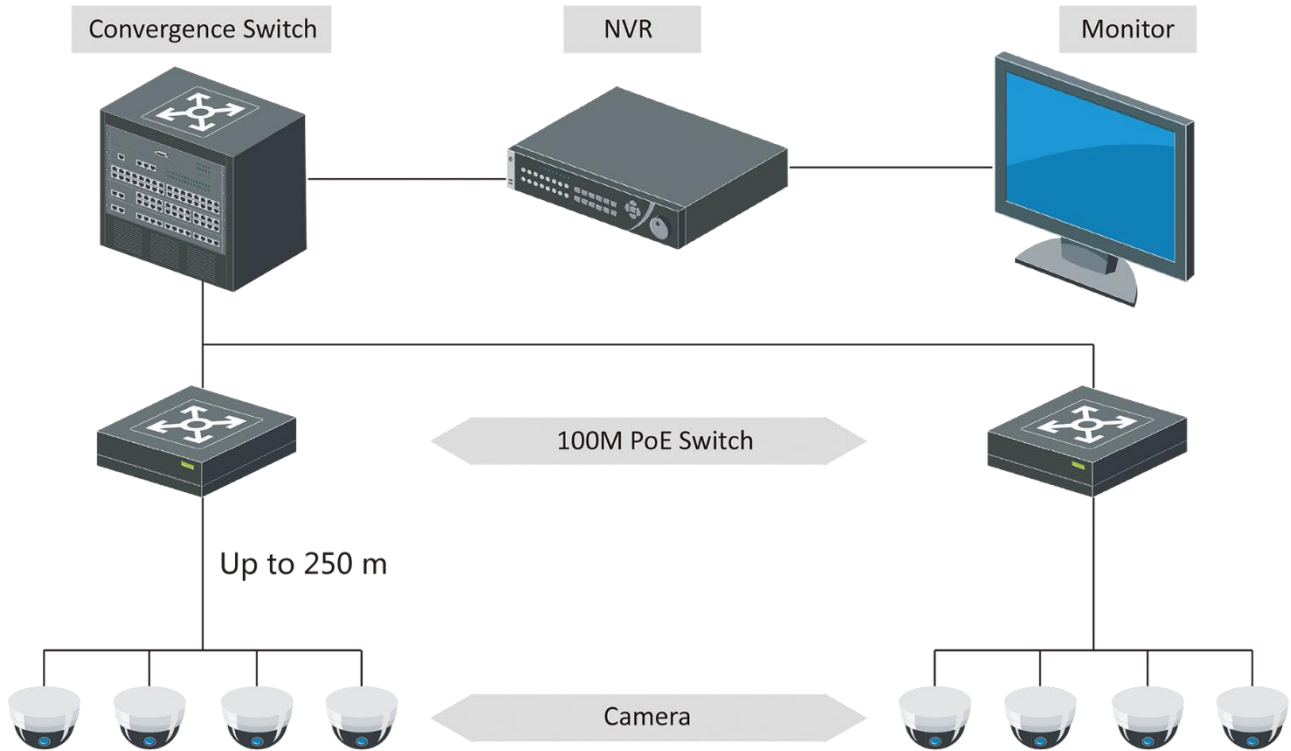 Convergence Switch
NVR
Monitor
100M PoE Switch
Up to 250 m
Camera